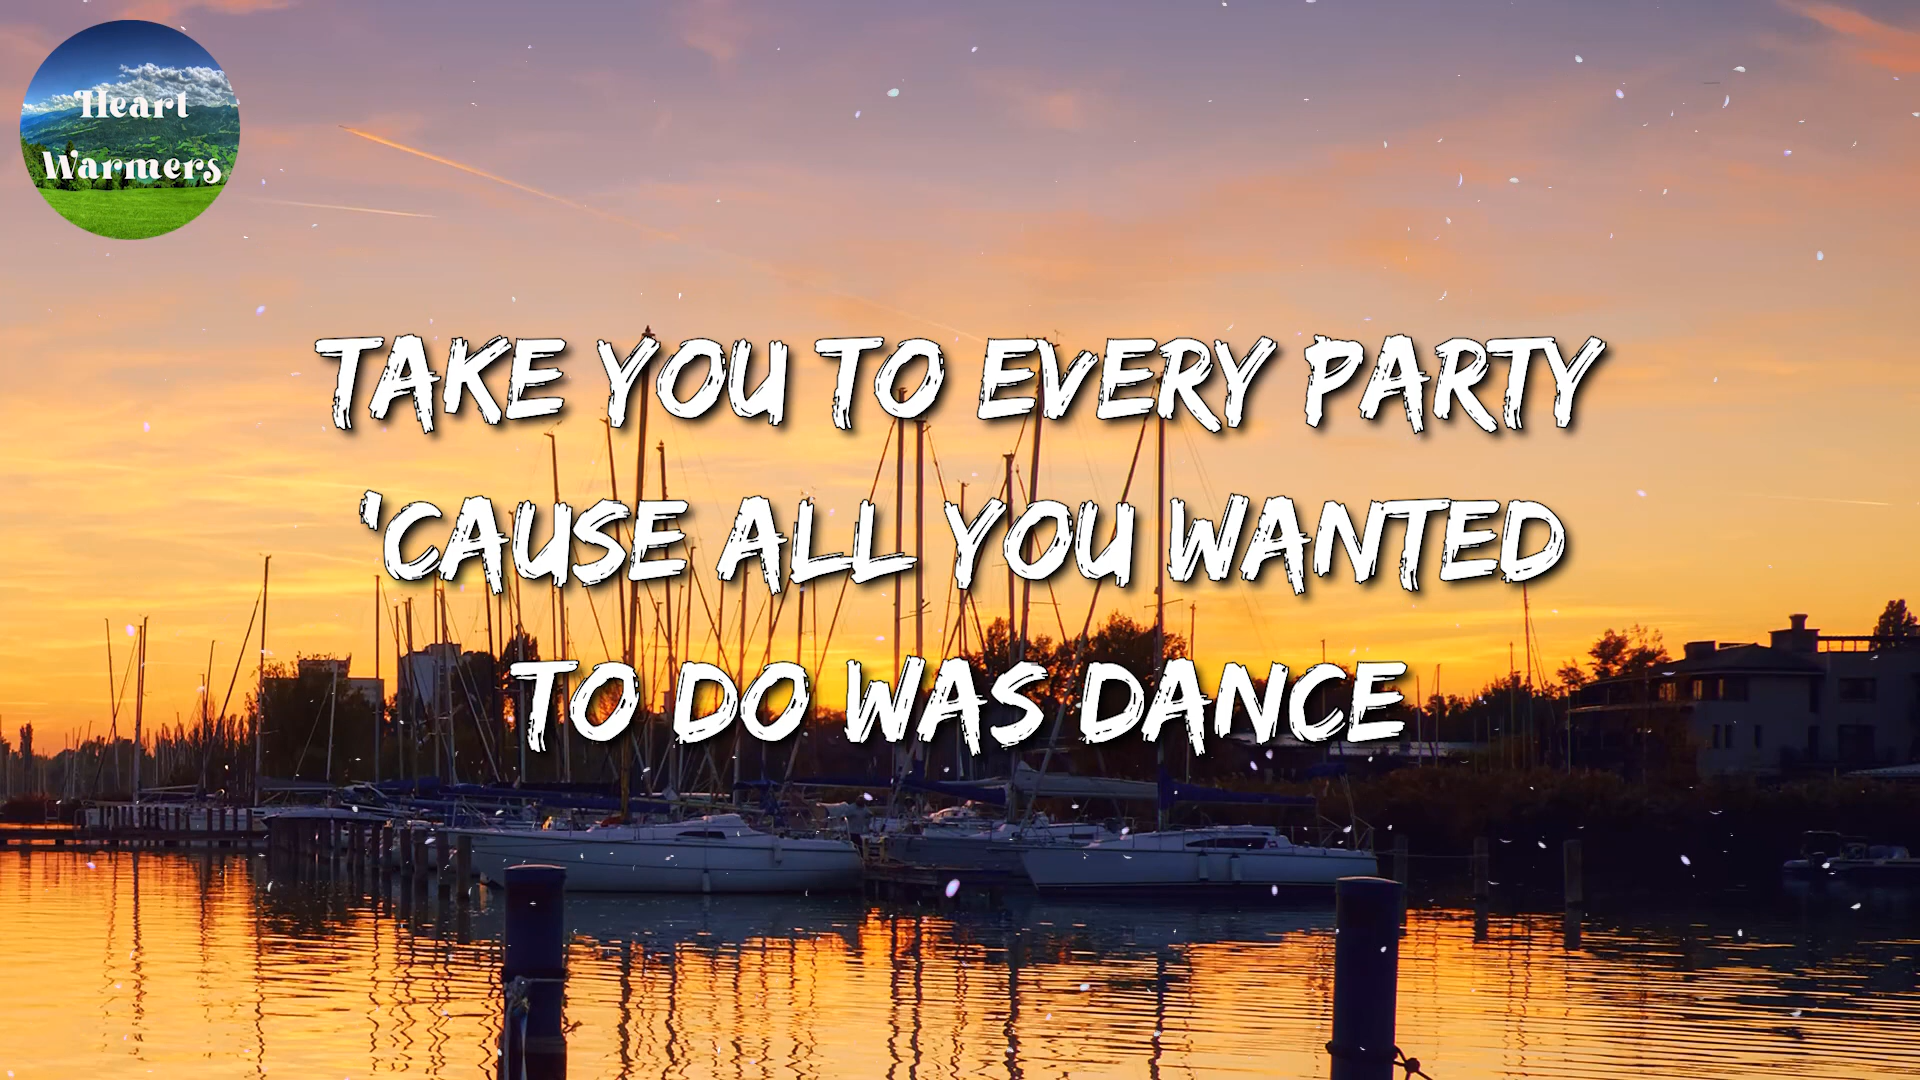 Heart
Warmers
TAKE YOU TO EVERY PARTY
'CAUSE ALL YOU WANTED
TO DO WAS DANCE